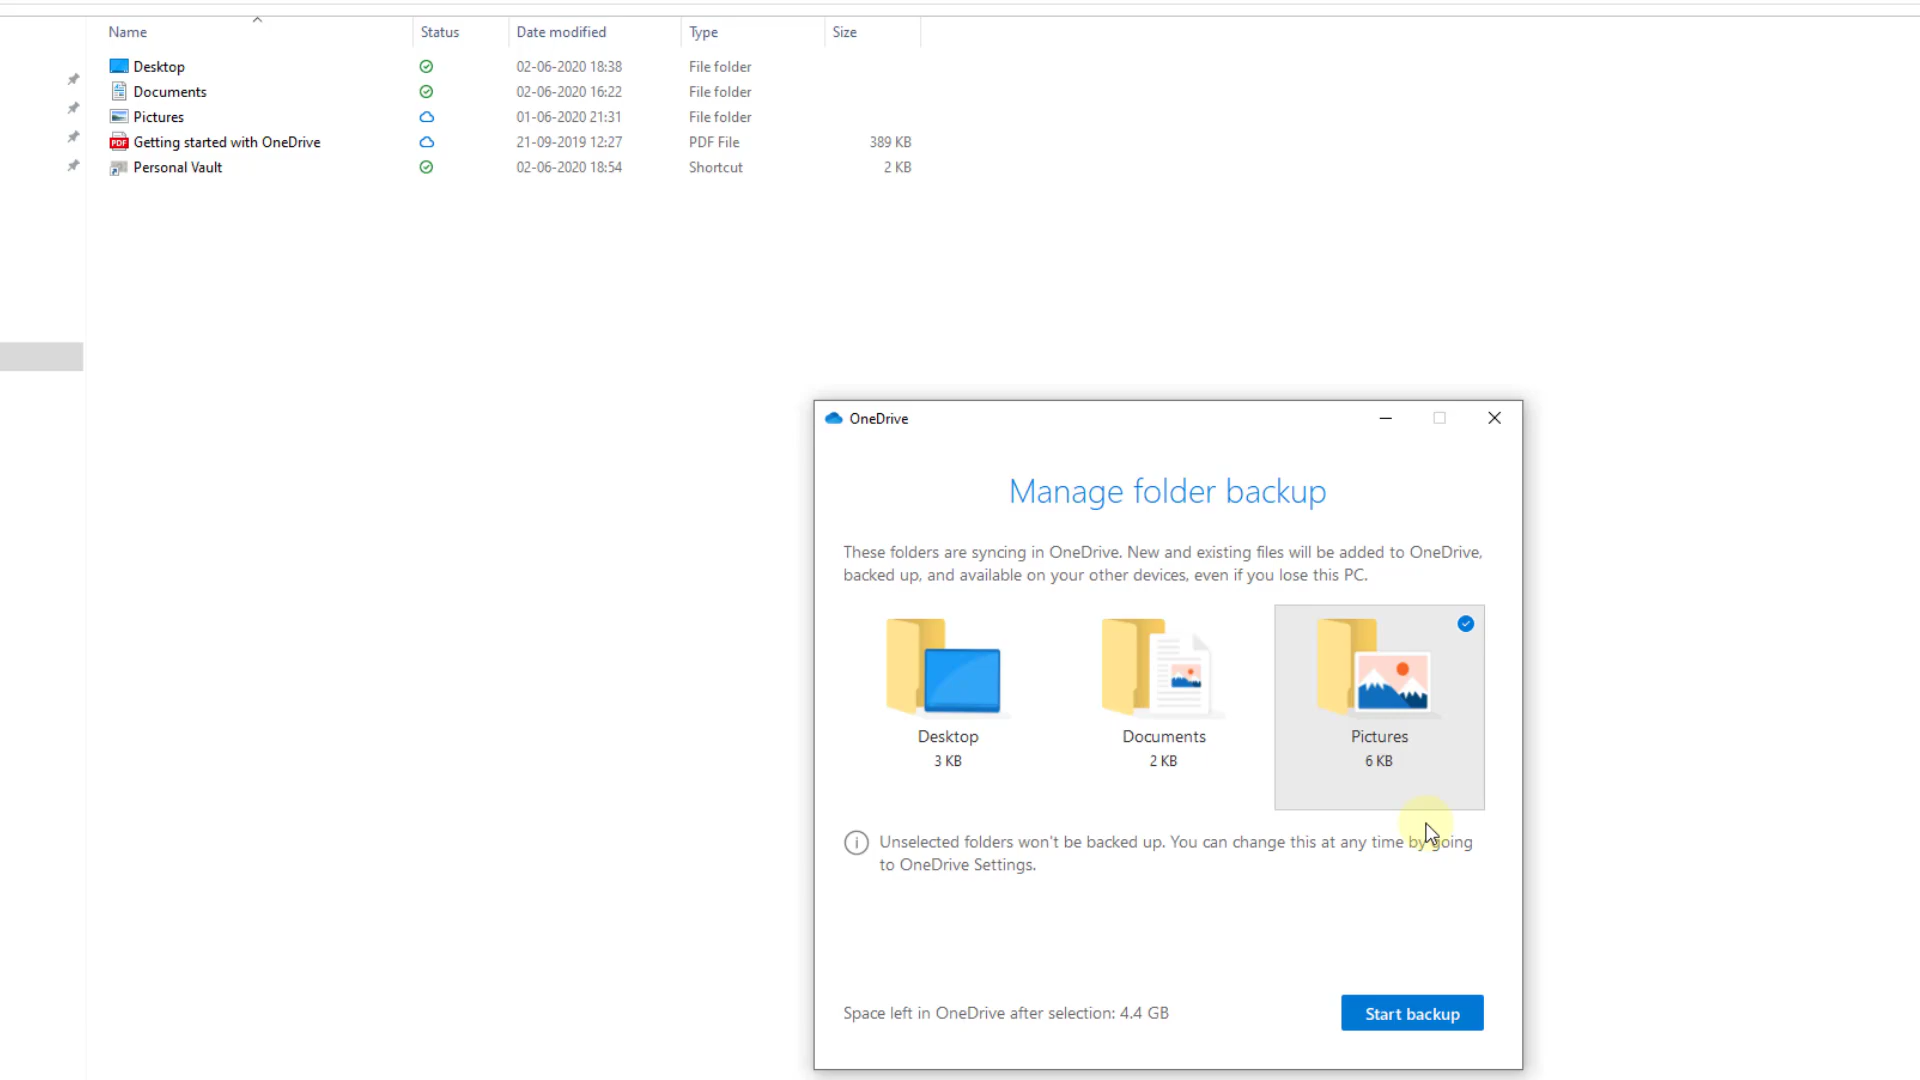 Name Status Date modified Type Size
Desktop 02-06-2020 18:38 File folder
Documents 02-06-2020 16:22 File folder
Pictures 01-06-2020 21:31 File folder
PDF Getting started with OneDrive 21-09-2019 12:27 PDF File 389 KB
Personal Vault 02-06-2020 18:54 Shortcut 2 KB
OneDrive
Manage folder backup
These folders are syncing in OneDrive. New and existing files will be added to OneDrive,
backed up, and available on your other devices, even if you lose this PC.
Desktop Documents Pictures
3 KB 2 KB 6 KB
Unselected folders won't be backed up. You can change this at any time by going
to OneDrive Settings.
Space left in OneDrive after selection: 4.4 GB
Start backup